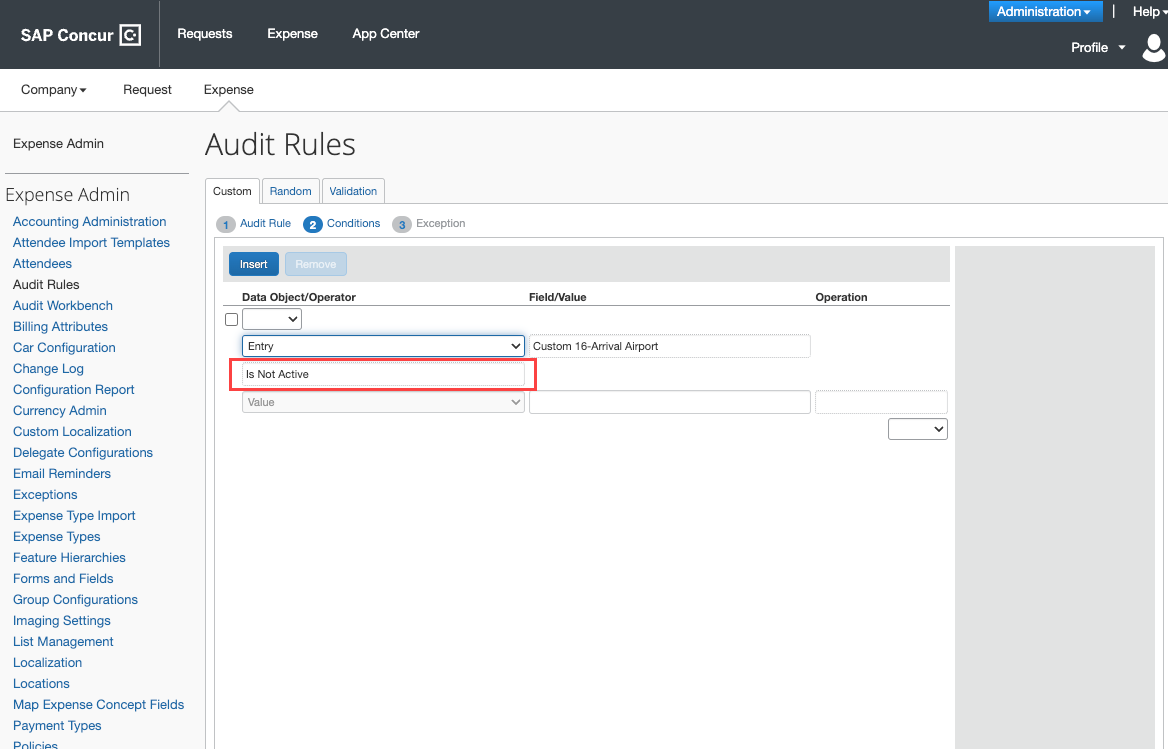 Administration | Help
SAP Concur C Requests Expense App Center
Profile
Company Request Expense
Expense Admin
Expense Admin
Accounting Administration
Attendee Import Templates
Attendees
Audit Rules
Audit Workbench
Billing Attributes
Car Configuration
Change Log
Configuration Report
Currency Admin
Custom Localization
Delegate Configurations
Email Reminders
Exceptions
Expense Type Import
Expense Types
Feature Hierarchies
Forms and Fields
Group Configurations
Imaging Settings
List Management
Localization
Locations
Map Expense Concept Fields
Payment Types
Policies
Audit Rules
Custom Random Validation
1 Audit Rule 2 Conditions 3 Exception
Insert Remove
Data Object/Operator Field/Value Operation
Entry Custom 16-Arrival Airport
Is Not Active
Value